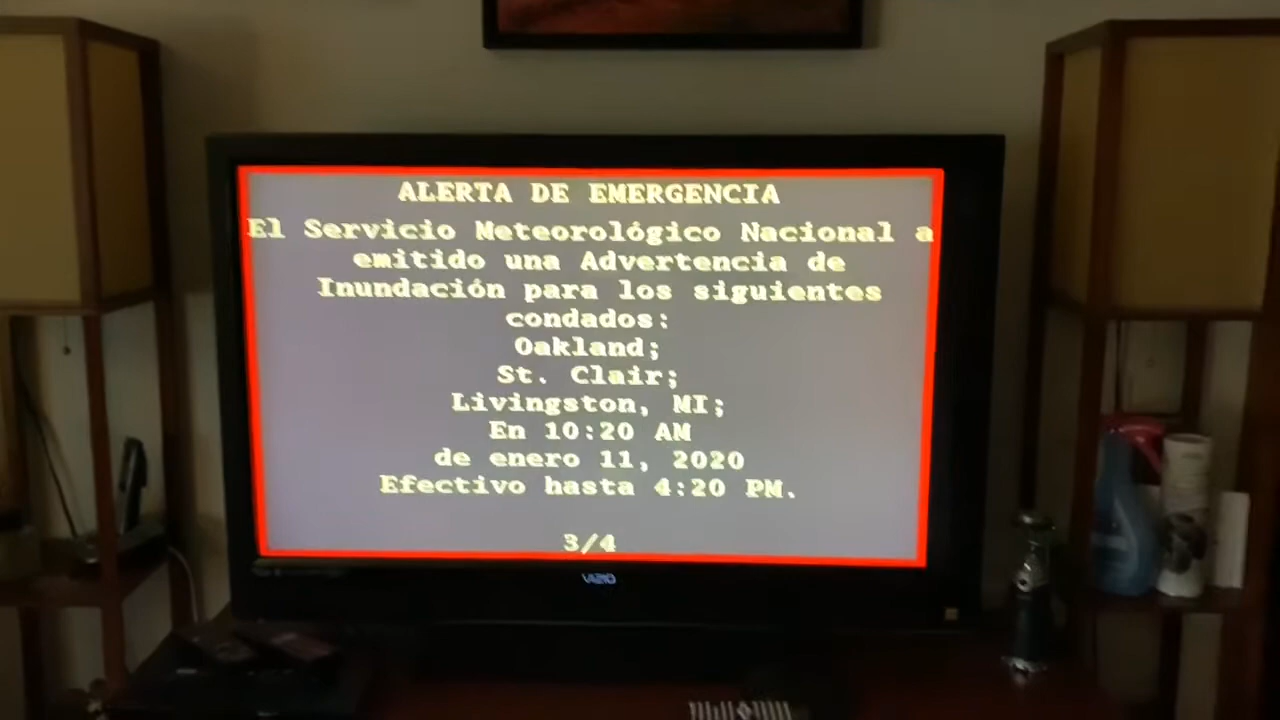 ALERTA DE EMERGENCIA
El Servicio Meteorológico Nacional a
emitido una Advertencia de
Inundación para los siguientes
condados:
Oakland;
St. Clair;
Livingston, MI;
En 10:20 AM
de enero 11, 2020
Efectivo hasta 4:20 PM.
3/4
VIZIO